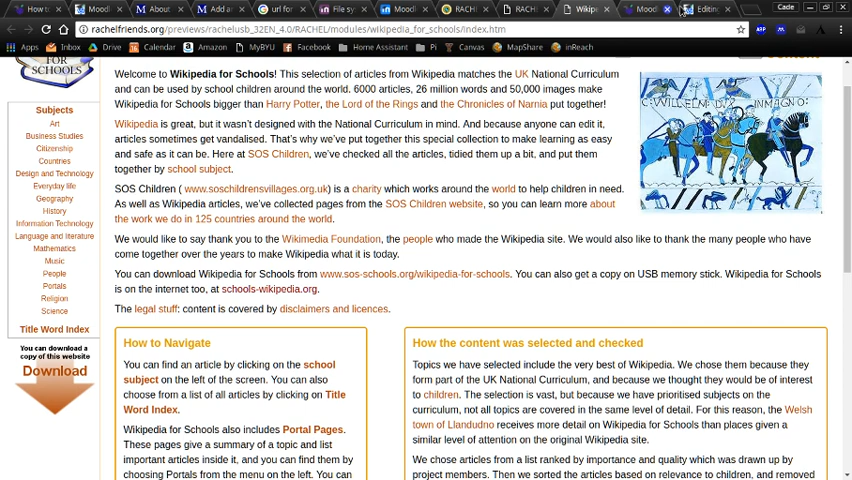 How to
Moodl
About
Add ar
url for
File sy
Moodl
RACHE
RACHE
Wikipe
Moodl
Editing
Cade
rachelfriends.org/previews/rachelusb_32EN_4.0/RACHEL/modules/wikipedia_for_schools/index.htm
Apps
G+
Facebook
Drive
Calendar
Amazon
MyBYU
Home Assistant
Pi
Canvas
MapShare
inReach
FOR SCHOOLS
Subjects
Art
Business Studies
Citizenship
Countries
Design and Technology
Everyday life
Geography
History
Information Technology
Language and literature
Mathematics
Music
People
Portals
Religion
Science
Title Word Index
You can download a
copy of this website
Download
Welcome to Wikipedia for Schools! This selection of articles from Wikipedia matches the UK National Curriculum
and can be used by school children around the world. 6000 articles, 26 million words and 50,000 images make
Wikipedia for Schools bigger than Harry Potter, the Lord of the Rings and the Chronicles of Narnia put together!
Wikipedia is great, but it wasn't designed with the National Curriculum in mind. And because anyone can edit it,
articles sometimes get vandalised. That's why we've put together this special collection to make learning as easy
and safe as it can be. Here at SOS Children, we've checked all the articles, tidied them up a bit, and put them
together by school subject.
SOS Children ( www.soschildrensvillages.org.uk) is a charity which works around the world to help children in need.
As well as Wikipedia articles, we've collected pages from the SOS Children website, so you can learn more about
the work we do in 125 countries around the world.
We would like to say thank you to the Wikimedia Foundation, the people who made the Wikipedia site. We would also like to thank the many people who have
come together over the years to make Wikipedia what it is today.
You can download Wikipedia for Schools from www.sos-schools.org/wikipedia-for-schools. You can also get a copy on USB memory stick. Wikipedia for Schools
is on the internet too, at schools-wikipedia.org.
The legal stuff: content is covered by disclaimers and licences.
How to Navigate
You can find an article by clicking on the school
subject on the left of the screen. You can also
choose from a list of all articles by clicking on Title
Word Index.
Wikipedia for Schools also includes Portal Pages.
These pages give a summary of a topic and list
important articles inside it, and you can find them by
choosing Portals from the menu on the left. You can
How the content was selected and checked
Topics we have selected include the very best of Wikipedia. We chose them because they
form part of the UK National Curriculum, and because we thought they would be of interest
to children. The selection is vast, but because we have prioritised subjects on the
curriculum, not all topics are covered in the same level of detail. For this reason, the Welsh
town of Llandudno receives more detail on Wikipedia for Schools than places given a
similar level of attention on the original Wikipedia site.
We chose articles from a list ranked by importance and quality which was drawn up by
project members. Then we sorted the articles based on relevance to children, and removed